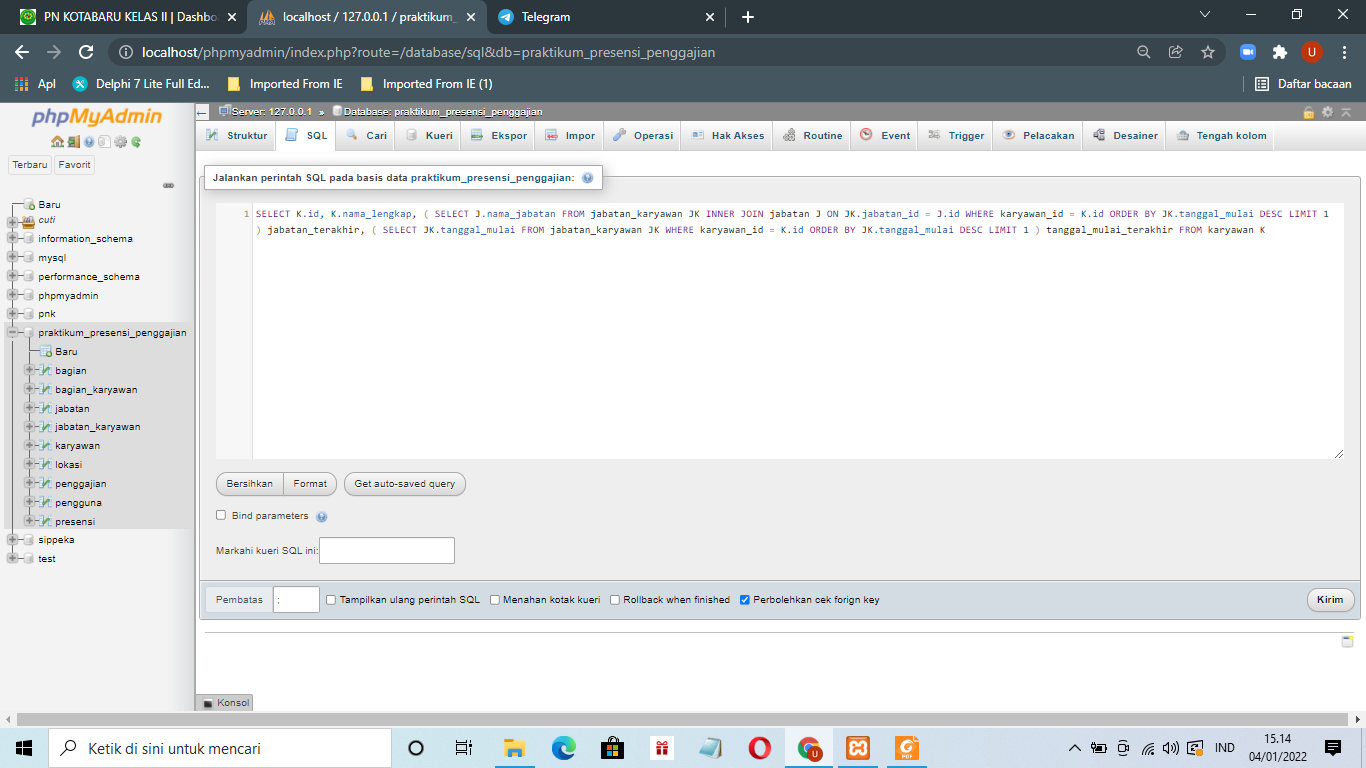 PN KOTABARU KELAS II | Dashbo
localhost / 127.0.0.1 / praktikum_
Telegram
localhost/phpmyadmin/index.php?route=/database/sql&db=praktikum_presensi_penggajian
U
Apl
Delphi 7 Lite Full Ed...
Imported From IE
Imported From IE (1)
Daftar bacaan
phpMyAdmin
Terbaru
Favorit
Baru
cuti
information_schema
mysql
performance_schema
phpmyadmin
pnk
praktikum_presensi_penggajian
Baru
bagian
bagian_karyawan
jabatan
jabatan_karyawan
karyawan
lokasi
penggajian
pengguna
presensi
sippeka
test
Server: 127.0.0.1 » Database: praktikum_presensi_penggajian
Struktur
SQL
Cari
Kueri
Ekspor
Impor
Operasi
Hak Akses
Routine
Event
Trigger
Pelacakan
Desainer
Tengah kolom
Jalankan perintah SQL pada basis data praktikum_presensi_penggajian:
1 SELECT K.id, K.nama_lengkap, ( SELECT J.nama_jabatan FROM jabatan_karyawan JK INNER JOIN jabatan J ON JK.jabatan_id = J.id WHERE karyawan_id = K.id ORDER BY JK.tanggal_mulai DESC LIMIT 1
) jabatan_terakhir, ( SELECT JK.tanggal_mulai FROM jabatan_karyawan JK WHERE karyawan_id = K.id ORDER BY JK.tanggal_mulai DESC LIMIT 1 ) tanggal_mulai_terakhir FROM karyawan K
Bersihkan
Format
Get auto-saved query
Bind parameters
Markahi kueri SQL ini:
Pembatas
;
Tampilkan ulang perintah SQL
Menahan kotak kueri
Rollback when finished
Perbolehkan cek forign key
Kirim
Konsol
Ketik di sini untuk mencari
U
PDF
IND
15.14
04/01/2022